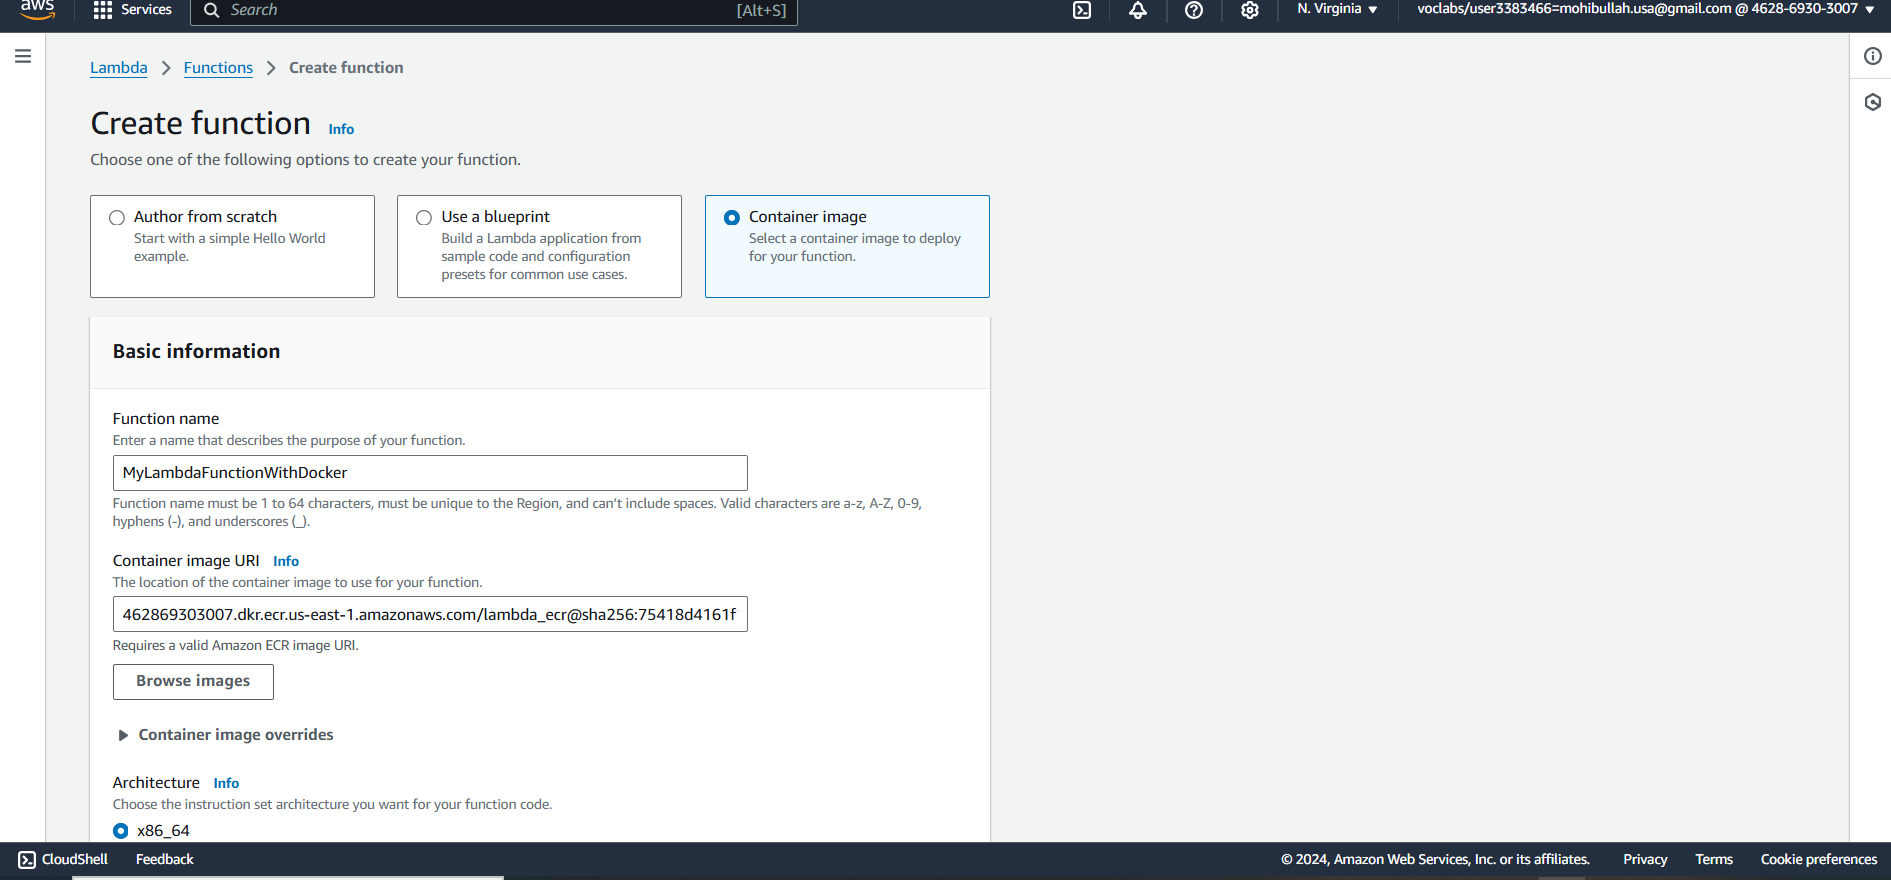 aws
Services
Search
[Alt+S]
N. Virginia
voclabs/user3383466=mohibullah.usa@gmail.com @ 4628-6930-3007
Lambda > Functions > Create function
Create function Info
Choose one of the following options to create your function.
Author from scratch
Start with a simple Hello World
example.
Use a blueprint
Build a Lambda application from
sample code and configuration
presets for common use cases.
Container image
Select a container image to deploy
for your function.
Basic information
Function name
Enter a name that describes the purpose of your function.
MyLambdaFunctionWithDocker
Function name must be 1 to 64 characters, must be unique to the Region, and can't include spaces. Valid characters are a-z, A-Z, 0-9,
hyphens (-), and underscores (_).
Container image URI Info
The location of the container image to use for your function.
462869303007.dkr.ecr.us-east-1.amazonaws.com/lambda_ecr@sha256:75418d4161f
Requires a valid Amazon ECR image URI.
Browse images
Container image overrides
Architecture Info
Choose the instruction set architecture you want for your function code.
x86_64
CloudShell
Feedback
© 2024, Amazon Web Services, Inc. or its affiliates.
Privacy
Terms
Cookie preferences